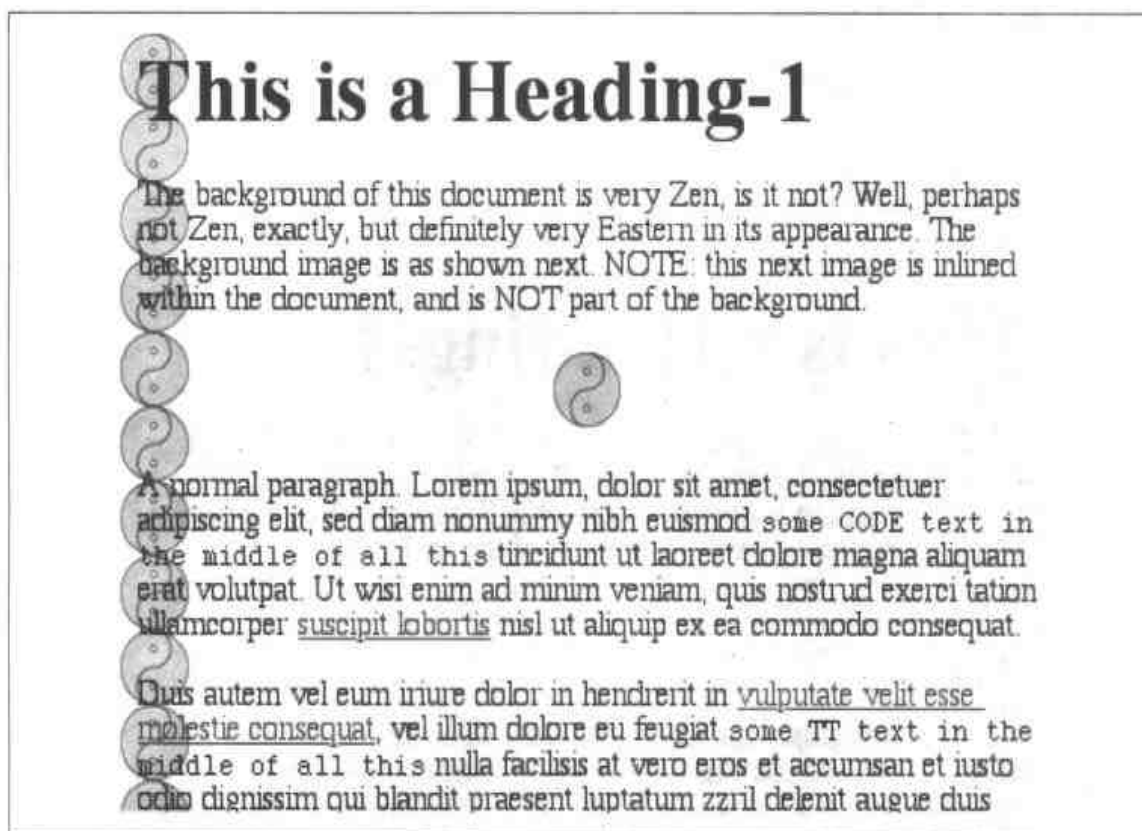 This is a Heading-1
The background of this document is very Zen, is it not? Well, perhaps
not Zen, exactly, but definitely very Eastern in its appearance. The
background image is as shown next. NOTE: this next image is inlined
within the document, and is NOT part of the background.
A normal paragraph. Lorem ipsum, dolor sit amet, consectetuer
adipiscing elit, sed diam nonummy nibh euismod some CODE text in
the middle of all this tincidunt ut laoreet dolore magna aliquam
erat volutpat. Ut wisi enim ad minim veniam, quis nostrud exerci tation
ullamcorper suscipit lobortis nisl ut aliquip ex ea commodo consequat.
Duis autem vel eum iriure dolor in hendrerit in vulputate velit esse
molestie consequat, vel illum dolore eu feugiat some TT text in the
middle of all this nulla facilisis at vero eros et accumsan et iusto
odio dignissim qui blandit praesent luptatum zzril delenit augue duis